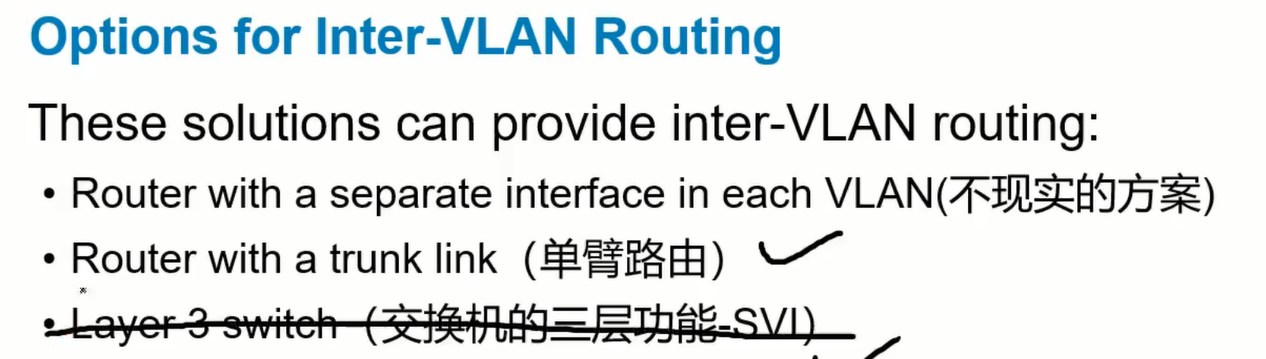 Options for Inter-VLAN Routing
These solutions can provide inter-VLAN routing:
• Router with a separate interface in each VLAN(不现实的方案)
• Router with a trunk link（单臂路由）
• Layer 3 switch（交换机的三层功能-SVI）